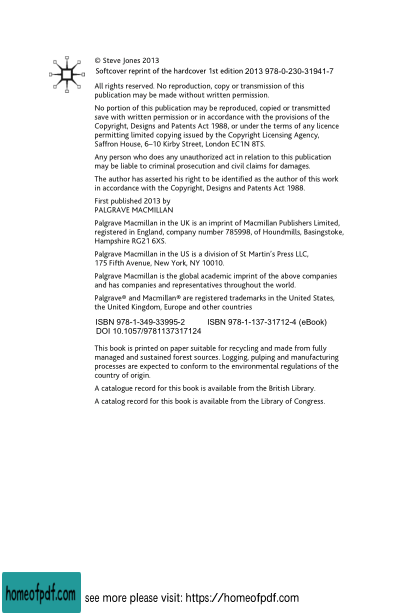 © Steve Jones 2013
Softcover reprint of the hardcover 1st edition 2013 978-0-230-31941-7
All rights reserved. No reproduction, copy or transmission of this
publication may be made without written permission.
No portion of this publication may be reproduced, copied or transmitted
save with written permission or in accordance with the provisions of the
Copyright, Designs and Patents Act 1988, or under the terms of any licence
permitting limited copying issued by the Copyright Licensing Agency,
Saffron House, 6–10 Kirby Street, London EC1N 8TS.
Any person who does any unauthorized act in relation to this publication
may be liable to criminal prosecution and civil claims for damages.
The author has asserted his right to be identified as the author of this work
in accordance with the Copyright, Designs and Patents Act 1988.
First published 2013 by
PALGRAVE MACMILLAN
Palgrave Macmillan in the UK is an imprint of Macmillan Publishers Limited,
registered in England, company number 785998, of Houndmills, Basingstoke,
Hampshire RG21 6XS.
Palgrave Macmillan in the US is a division of St Martin's Press LLC,
175 Fifth Avenue, New York, NY 10010.
Palgrave Macmillan is the global academic imprint of the above companies
and has companies and representatives throughout the world.
Palgrave® and Macmillan® are registered trademarks in the United States,
the United Kingdom, Europe and other countries
ISBN 978-1-349-33995-2 ISBN 978-1-137-31712-4 (eBook)
DOI 10.1057/9781137317124
This book is printed on paper suitable for recycling and made from fully
managed and sustained forest sources. Logging, pulping and manufacturing
processes are expected to conform to the environmental regulations of the
country of origin.
A catalogue record for this book is available from the British Library.
A catalog record for this book is available from the Library of Congress.
homeofpdf.com see more please visit: https://homeofpdf.com